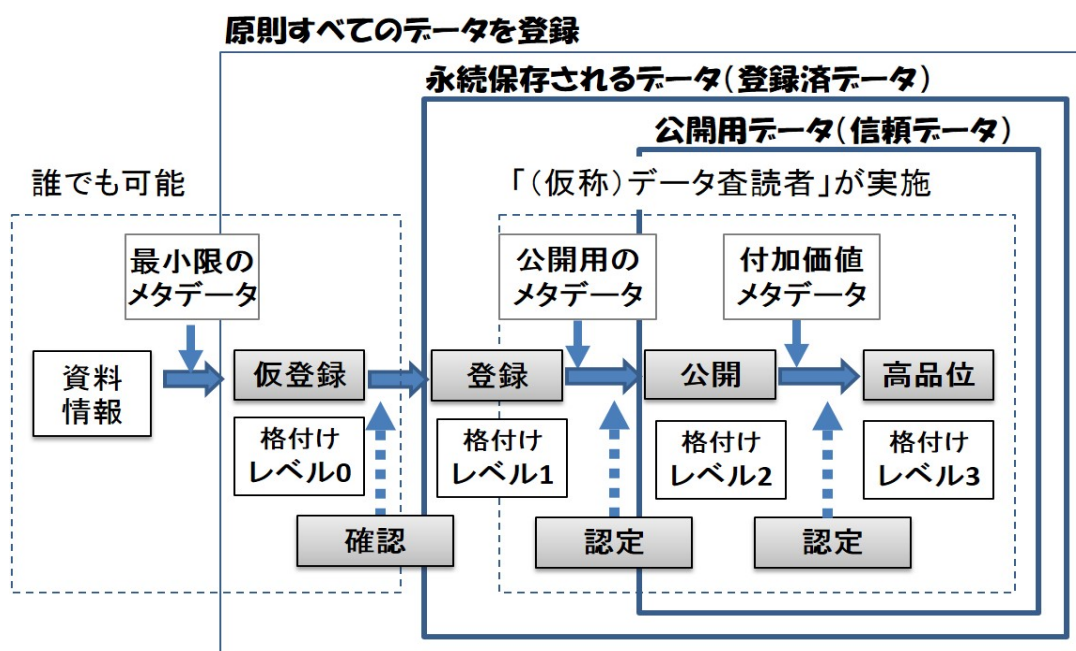 原則すべてのデータを登録
永続保存されるデータ(登録済データ)
公開用データ(信頼データ)
誰でも可能
「(仮称)データ査読者」が実施
最小限の
メタデータ
公開用の
メタデータ
付加価値
メタデータ
資料
情報
仮登録
登録
公開
高品位
格付け
レベル0
格付け
レベル1
格付け
レベル2
格付け
レベル3
確認
認定
認定